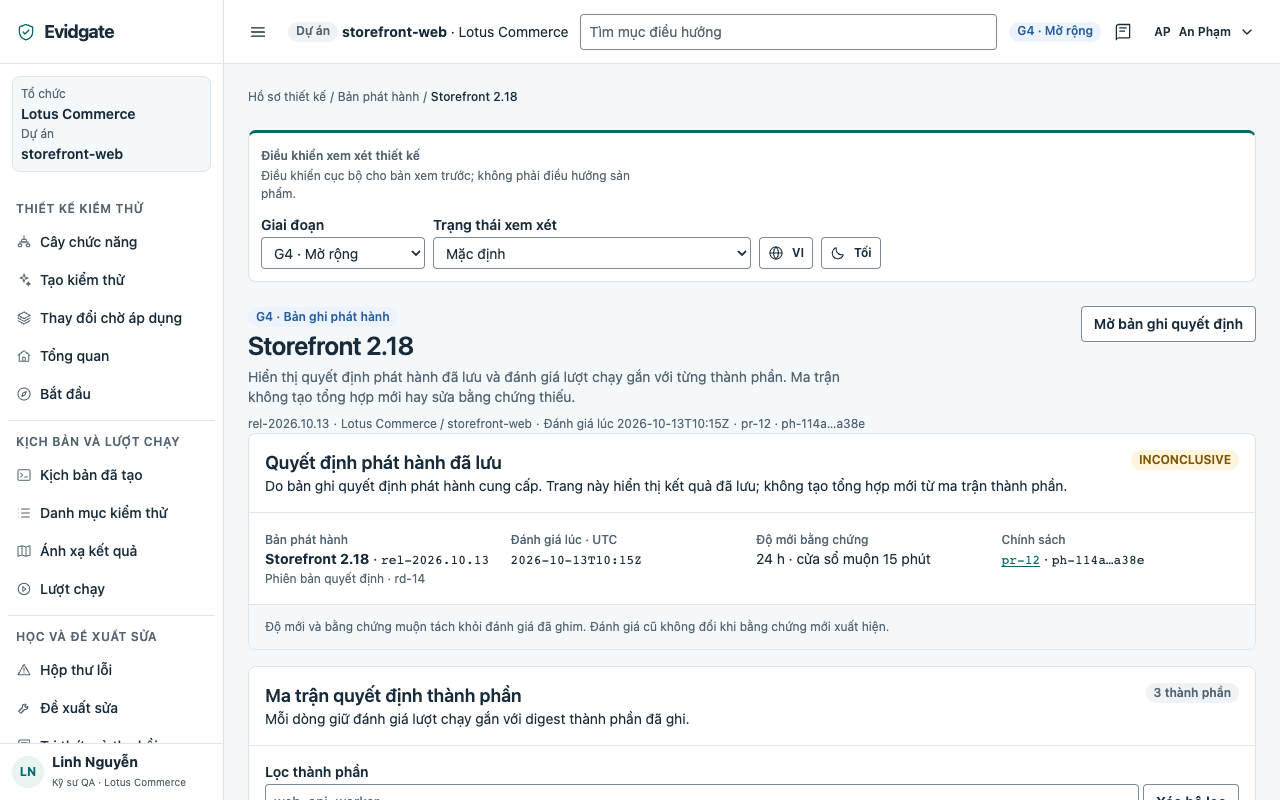 Evidgate
Dự án storefront-web · Lotus Commerce
Tìm mục điều hướng
G4 · Mở rộng
AP An Phạm
Tổ chức
Lotus Commerce
Dự án
storefront-web
THIẾT KẾ KIỂM THỬ
Cây chức năng
Tạo kiểm thử
Thay đổi chờ áp dụng
Tổng quan
Bắt đầu
KỊCH BẢN VÀ LƯỢT CHẠY
Kịch bản đã tạo
Danh mục kiểm thử
Ánh xạ kết quả
Lượt chạy
HỌC VÀ ĐỀ XUẤT SỬA
Hộp thư lỗi
Đề xuất sửa
LN
Linh Nguyễn
Kỹ sư QA · Lotus Commerce
Hồ sơ thiết kế / Bản phát hành / Storefront 2.18
Điều khiển xem xét thiết kế
Điều khiển cục bộ cho bản xem trước; không phải điều hướng sản
phẩm.
Giai đoạn
Trạng thái xem xét
G4 · Mở rộng
Mặc định
VI
Tối
G4 · Bản ghi phát hành
Mở bản ghi quyết định
Storefront 2.18
Hiển thị quyết định phát hành đã lưu và đánh giá lượt chạy gắn với từng thành phần. Ma trận
không tạo tổng hợp mới hay sửa bằng chứng thiếu.
rel-2026.10.13 · Lotus Commerce / storefront-web · Đánh giá lúc 2026-10-13T10:15Z · pr-12 · ph-114a…a38e
Quyết định phát hành đã lưu
INCONCLUSIVE
Do bản ghi quyết định phát hành cung cấp. Trang này hiển thị kết quả đã lưu; không tạo tổng hợp mới từ ma trận thành phần.
Bản phát hành
Storefront 2.18 · rel-2026.10.13
Phiên bản quyết định · rd-14
Đánh giá lúc · UTC
2026-10-13T10:15Z
Độ mới bằng chứng
24 h · cửa sổ muộn 15 phút
Chính sách
pr-12 · ph-114a…a38e
Độ mới và bằng chứng muộn tách khỏi đánh giá đã ghim. Đánh giá cũ không đổi khi bằng chứng mới xuất hiện.
Ma trận quyết định thành phần
3 thành phần
Mỗi dòng giữ đánh giá lượt chạy gắn với digest thành phần đã ghi.
Lọc thành phần